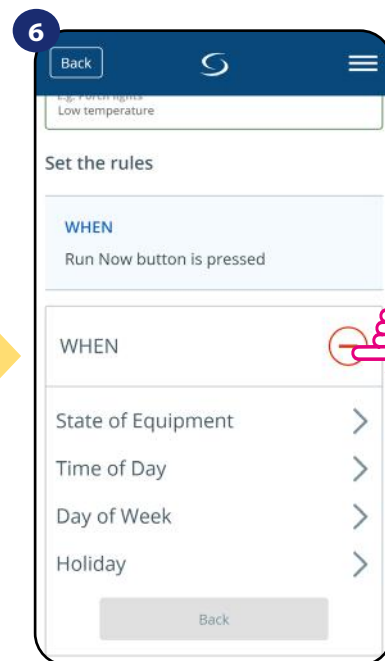 6
Back
E.g. Porch lights
Low temperature
Set the rules
WHEN
Run Now button is pressed
WHEN
State of Equipment
Time of Day
Day of Week
Holiday
Back